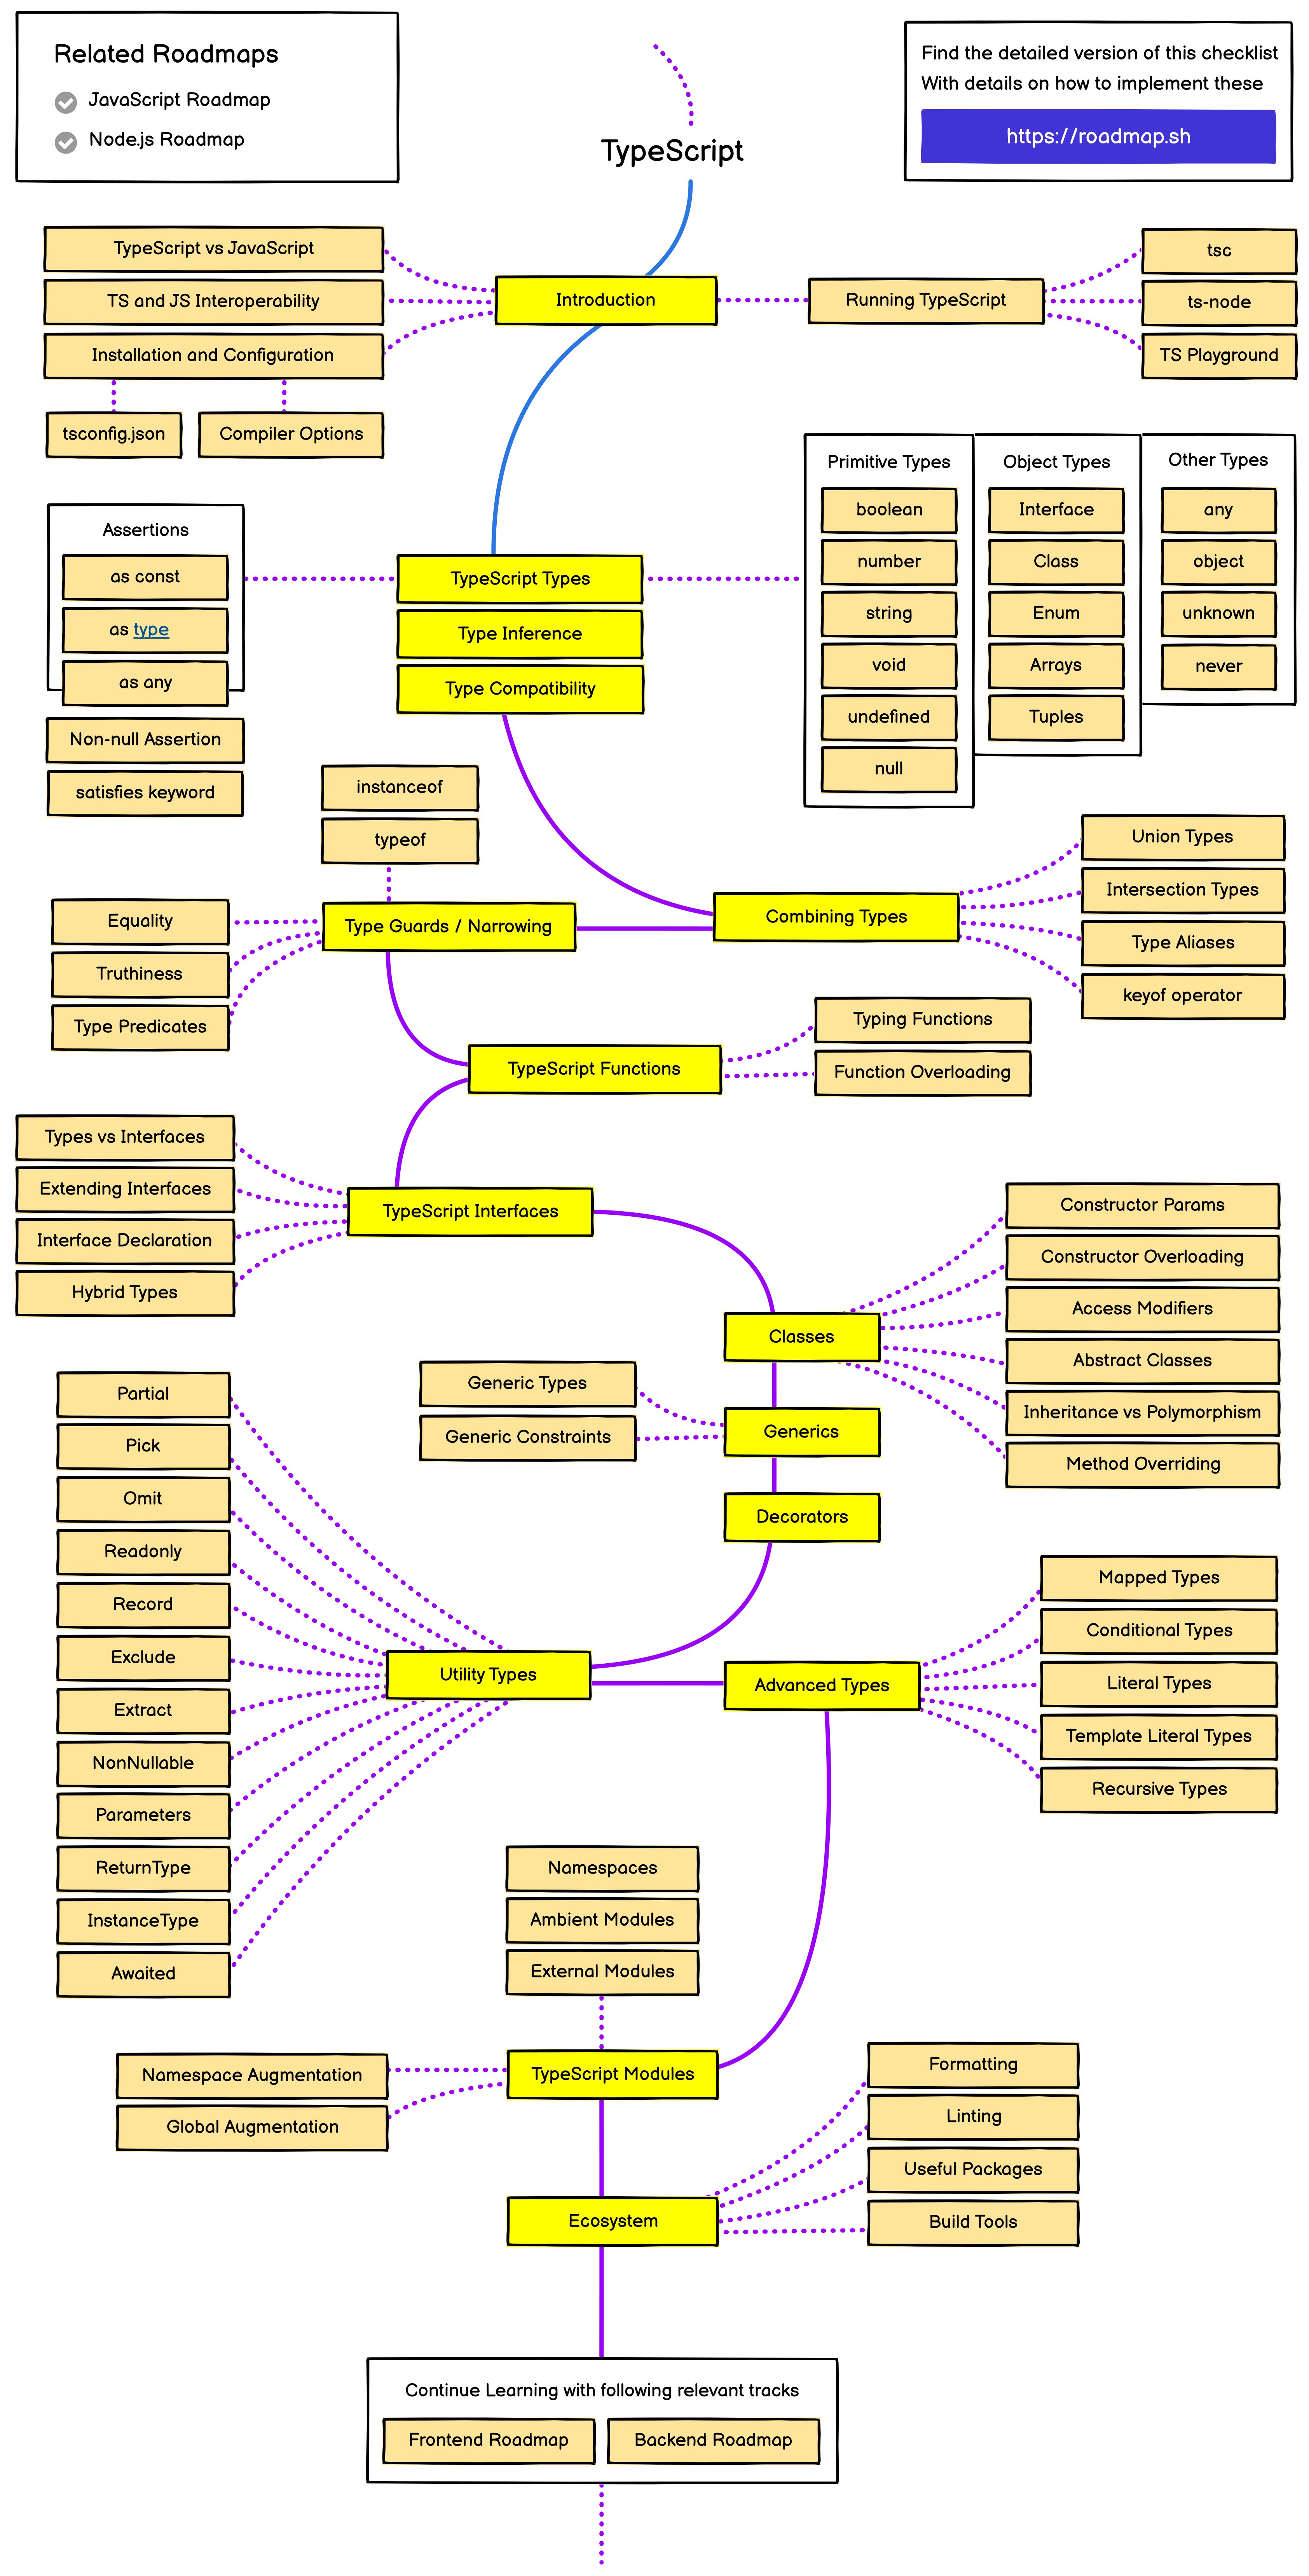 Related Roadmaps
JavaScript Roadmap
Node.js Roadmap
Find the detailed version of this checklist
With details on how to implement these
https://roadmap.sh
TypeScript
TypeScript vs JavaScript
TS and JS Interoperability
Installation and Configuration
tsconfig.json
Compiler Options
Introduction
Running TypeScript
tsc
ts-node
TS Playground
Assertions
as const
as type
as any
Non-null Assertion
satisfies keyword
TypeScript Types
Type Inference
Type Compatibility
Primitive Types
boolean
number
string
void
undefined
null
Object Types
Interface
Class
Enum
Arrays
Tuples
Other Types
any
object
unknown
never
instanceof
typeof
Equality
Truthiness
Type Predicates
Type Guards / Narrowing
Combining Types
Union Types
Intersection Types
Type Aliases
keyof operator
TypeScript Functions
Typing Functions
Function Overloading
Types vs Interfaces
Extending Interfaces
Interface Declaration
Hybrid Types
TypeScript Interfaces
Classes
Constructor Params
Constructor Overloading
Access Modifiers
Abstract Classes
Inheritance vs Polymorphism
Method Overriding
Generic Types
Generic Constraints
Generics
Decorators
Partial
Pick
Omit
Readonly
Record
Exclude
Extract
NonNullable
Parameters
ReturnType
InstanceType
Awaited
Utility Types
Advanced Types
Mapped Types
Conditional Types
Literal Types
Template Literal Types
Recursive Types
Namespaces
Ambient Modules
External Modules
Namespace Augmentation
Global Augmentation
TypeScript Modules
Formatting
Linting
Useful Packages
Build Tools
Ecosystem
Continue Learning with following relevant tracks
Frontend Roadmap
Backend Roadmap